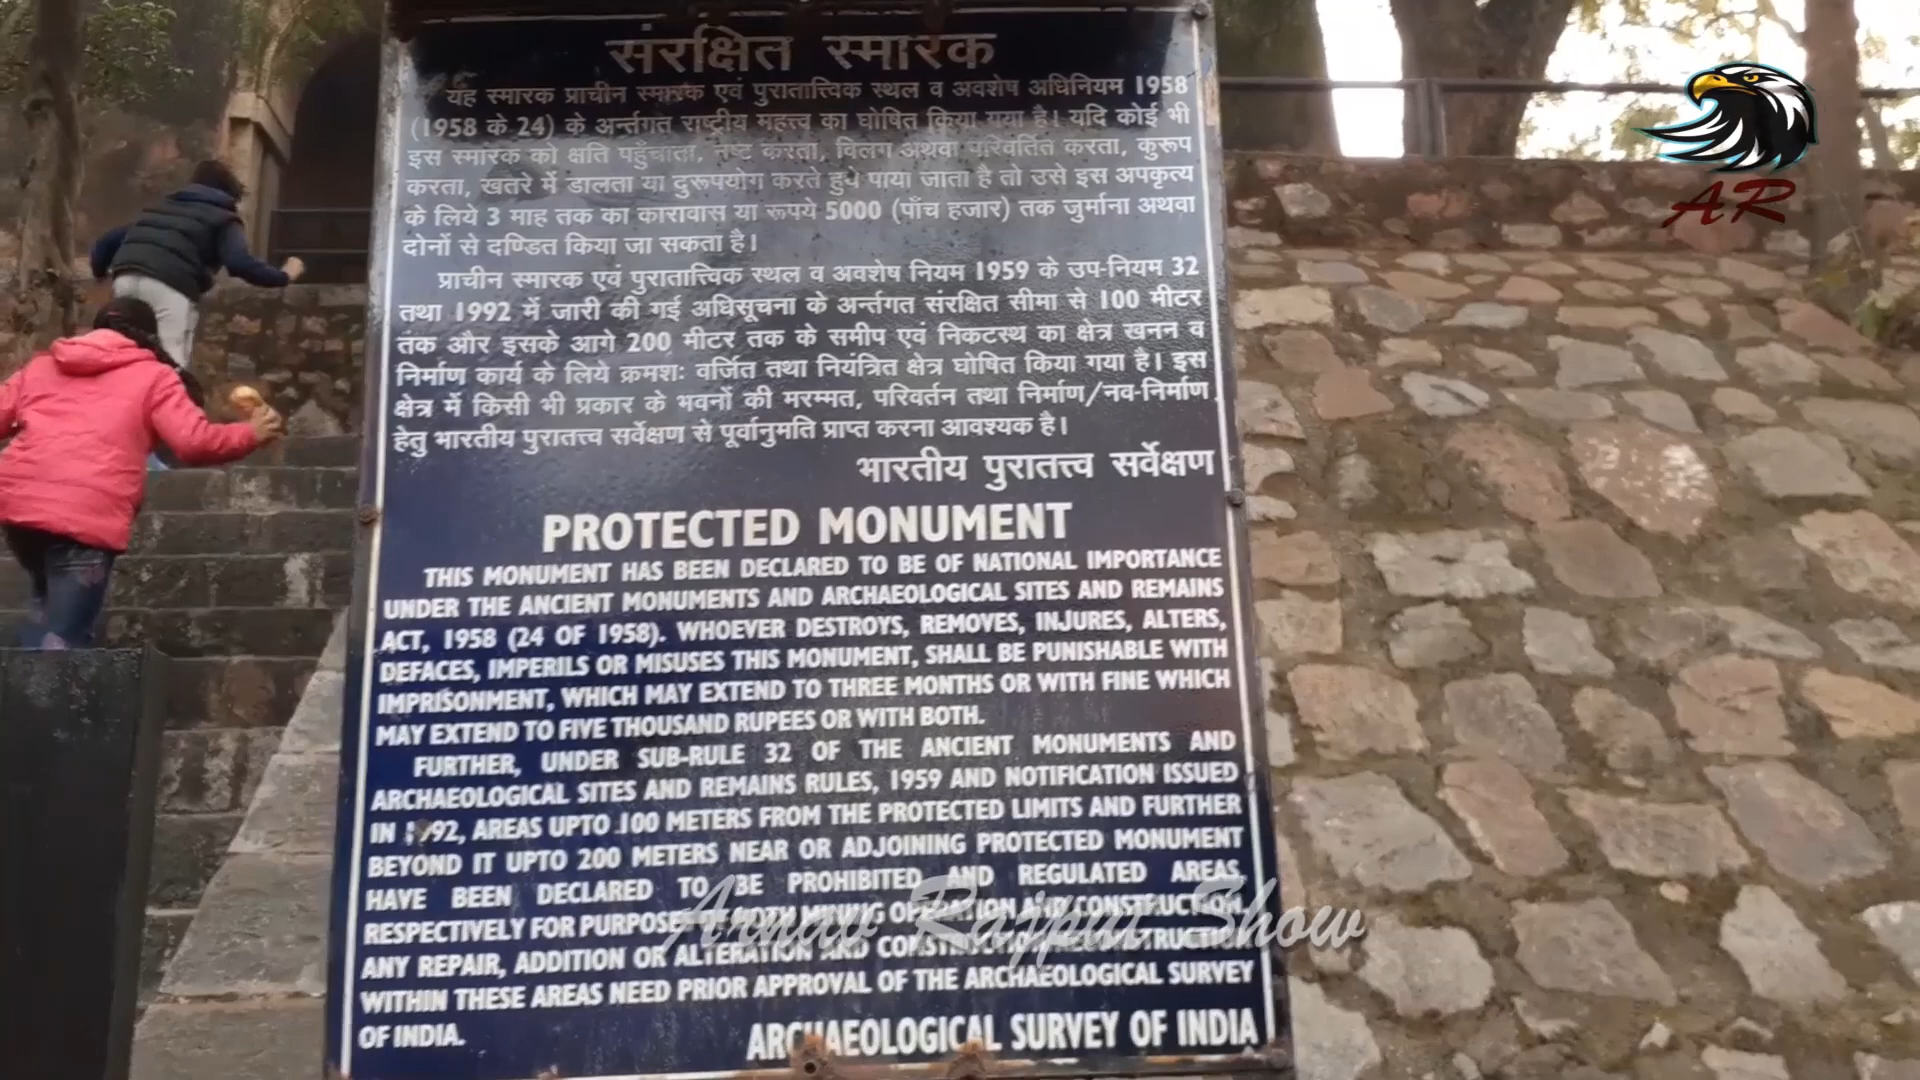 संरक्षित स्मारक
यह स्मारक प्राचीन स्मारक एवं पुरातात्त्विक स्थल व अवशेष अधिनियम 1958
(1958 के 24) के अर्न्तगत राष्ट्रीय महत्त्व का घोषित किया गया है। यदि कोई भी
इस स्मारक को क्षति पहुँचाता, नष्ट करता, विलग अथवा परिवर्तित करता, कुरूप
करता, खतरे में डालता या दुरूपयोग करते हुये पाया जाता है तो उसे इस अपकृत्य
के लिये 3 माह तक का कारावास या रूपये 5000 (पाँच हजार) तक जुर्माना अथवा
दोनों से दण्डित किया जा सकता है।
प्राचीन स्मारक एवं पुरातात्त्विक स्थल व अवशेष नियम 1959 के उप-नियम 32
तथा 1992 में जारी की गई अधिसूचना के अर्न्तगत संरक्षित सीमा से 100 मीटर
तक और इसके आगे 200 मीटर तक के समीप एवं निकटस्थ का क्षेत्र खनन व
निर्माण कार्य के लिये क्रमशः वर्जित तथा नियंत्रित क्षेत्र घोषित किया गया है। इस
क्षेत्र में किसी भी प्रकार के भवनों की मरम्मत, परिवर्तन तथा निर्माण/नव-निर्माण
हेतु भारतीय पुरातत्त्व सर्वेक्षण से पूर्वानुमति प्राप्त करना आवश्यक है।
भारतीय पुरातत्त्व सर्वेक्षण
PROTECTED MONUMENT
THIS MONUMENT HAS BEEN DECLARED TO BE OF NATIONAL IMPORTANCE
UNDER THE ANCIENT MONUMENTS AND ARCHAEOLOGICAL SITES AND REMAINS
ACT, 1958 (24 OF 1958). WHOEVER DESTROYS, REMOVES, INJURES, ALTERS,
DEFACES, IMPERILS OR MISUSES THIS MONUMENT, SHALL BE PUNISHABLE WITH
IMPRISONMENT, WHICH MAY EXTEND TO THREE MONTHS OR WITH FINE WHICH
MAY EXTEND TO FIVE THOUSAND RUPEES OR WITH BOTH.
FURTHER, UNDER SUB-RULE 32 OF THE ANCIENT MONUMENTS AND
ARCHAEOLOGICAL SITES AND REMAINS RULES, 1959 AND NOTIFICATION ISSUED
IN 1992, AREAS UPTO 100 METERS FROM THE PROTECTED LIMITS AND FURTHER
BEYOND IT UPTO 200 METERS NEAR OR ADJOINING PROTECTED MONUMENT
HAVE BEEN DECLARED TO BE PROHIBITED AND REGULATED AREAS,
RESPECTIVELY FOR PURPOSES OF BOTH MINING OPERATION AND CONSTRUCTION.
ANY REPAIR, ADDITION OR ALTERATION AND CONSTRUCTION/RECONSTRUCTION
WITHIN THESE AREAS NEED PRIOR APPROVAL OF THE ARCHAEOLOGICAL SURVEY
OF INDIA.
ARCHAEOLOGICAL SURVEY OF INDIA
AR
Arnav Rajput Show